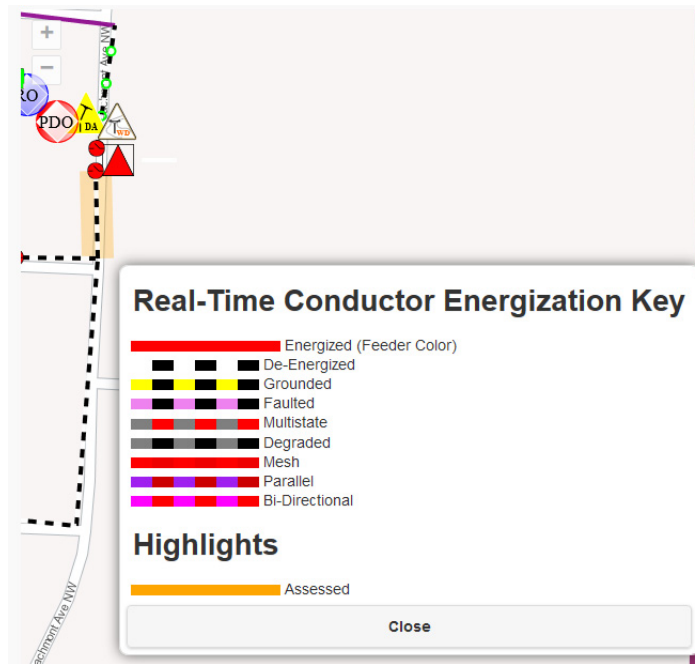 +
Ave NW
−
RO
PDO
DA
WD
Real-Time Conductor Energization Key
Energized (Feeder Color)
De-Energized
Grounded
Faulted
Multistate
Degraded
Mesh
Parallel
Bi-Directional
Highlights
Assessed
achmont Ave NW
Close